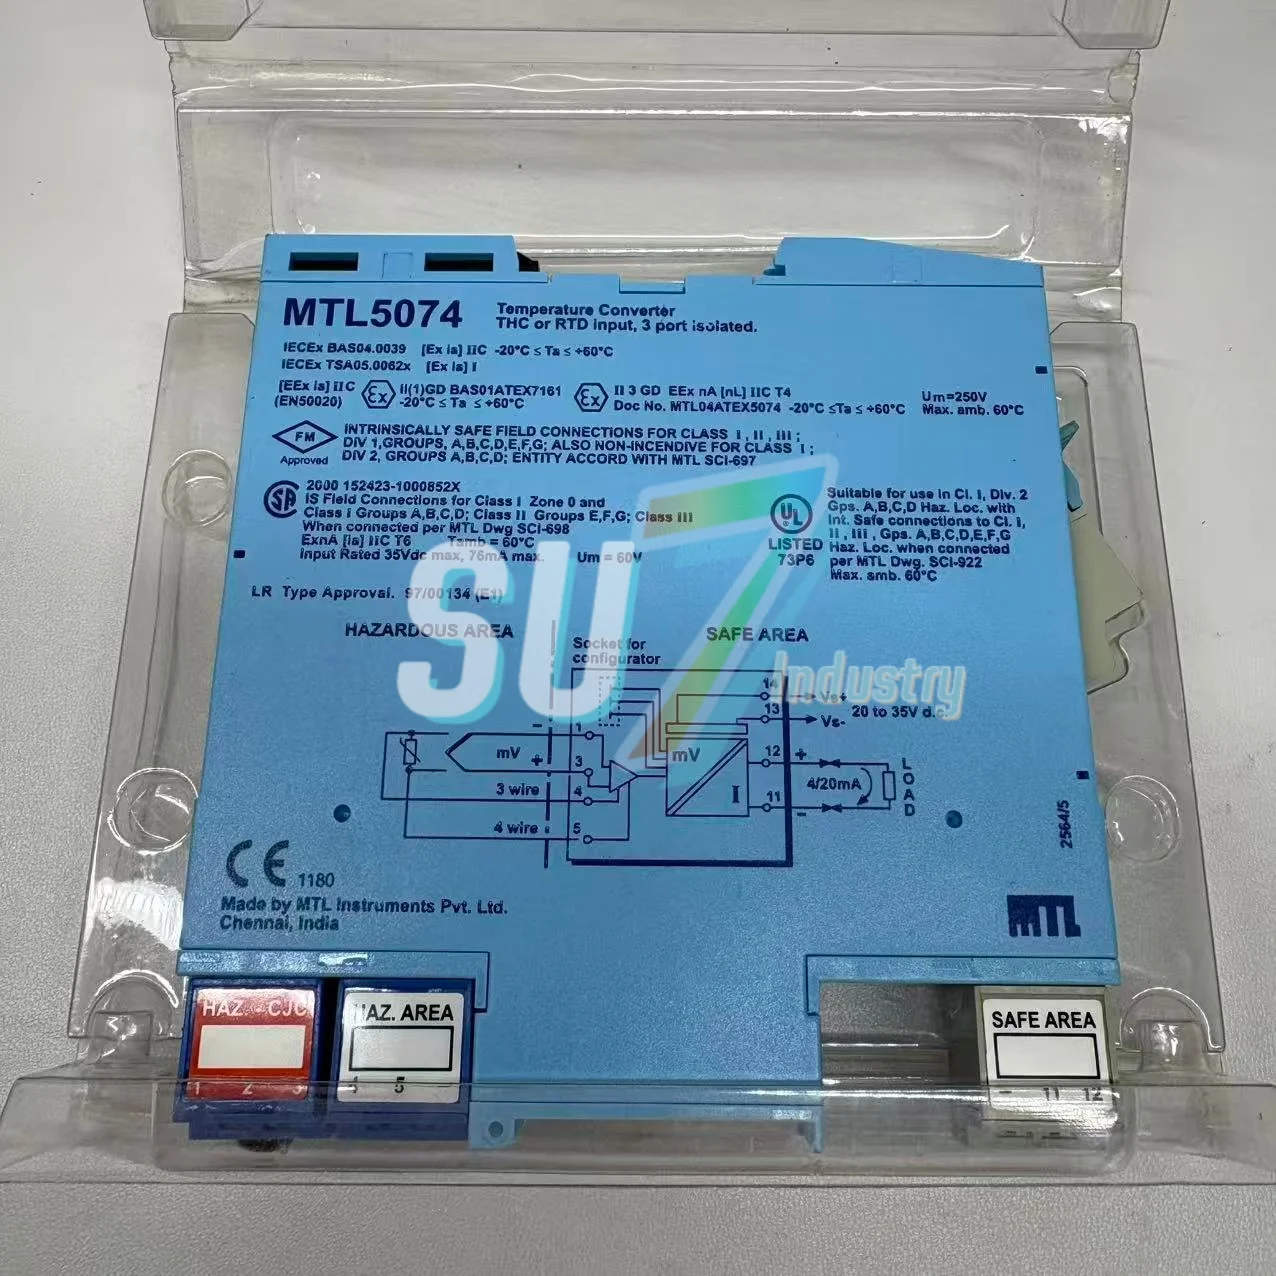 MTL5074
Temperature Converter
THC or RTD input, 3 port isolated.
IECEx BAS04.0039 [Ex ia] IIC -20°C ≤ Ta ≤ +60°C
IECEx TSA05.0062x [Ex ia] I
[EEx ia] IIC
(EN50020)
Ex
II(1)GD BAS01ATEX7161
-20°C ≤ Ta ≤ +60°C
Ex
II 3 GD EEx nA [nL] IIC T4
Doc No. MTL04ATEX5074 -20°C ≤Ta ≤ +60°C
Um=250V
Max. amb. 60°C
FM
Approved
INTRINSICALLY SAFE FIELD CONNECTIONS FOR CLASS I, II, III;
DIV 1,GROUPS, A,B,C,D,E,F,G; ALSO NON-INCENDIVE FOR CLASS I;
DIV 2, GROUPS A,B,C,D; ENTITY ACCORD WITH MTL SCI-697
2000 152423-1000852X
IS Field Connections for Class I Zone 0 and
Class I Groups A,B,C,D; Class II Groups E,F,G; Class III
When connected per MTL Dwg SCI-698
ExnA [ia] IIC T6 Tamb = 60°C
Input Rated 35Vdc max, 76mA max. Um = 60V
UL
LISTED
73P6
Suitable for use in Cl. I, Div. 2
Gps. A,B,C,D Haz. Loc. with
Int. Safe connections to Cl. I,
II, III, Gps. A,B,C,D,E,F,G
Haz. Loc. when connected
per MTL Dwg. SCI-922
Max. amb. 60°C
LR Type Approval. 97/00134 (E1)
HAZARDOUS AREA
SAFE AREA
Socket for
configurator
14 Vs+
13 Vs-
20 to 35V d.
- 1
mV
+ 3
3 wire 4
4 wire 5
mV
I
12 +
4/20mA
11 -
LOAD
2564/5
CE 1180
Made by MTL Instruments Pvt. Ltd.
Chennai, India
MTL
HAZ. - CJC
1 2 3
HAZ. AREA
4 5
SAFE AREA
- 11 12
SU7
Industry